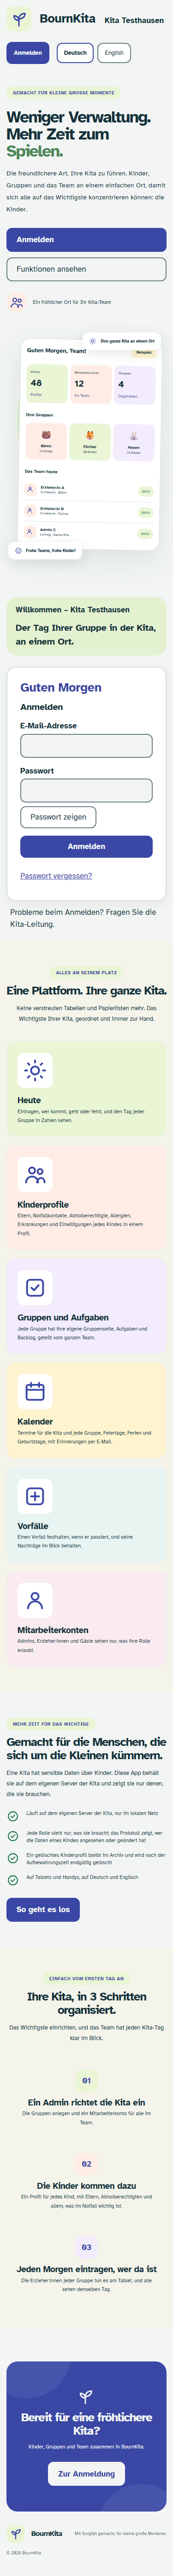 BournKita Kita Testhausen
Anmelden Deutsch English
GEMACHT FÜR KLEINE GROSSE MOMENTE
Weniger Verwaltung.
Mehr Zeit zum
Spielen.
Die freundlichere Art, Ihre Kita zu führen. Kinder,
Gruppen und das Team an einem einfachen Ort, damit
sich alle auf das Wichtigste konzentrieren können: die
Kinder.
Anmelden
Funktionen ansehen
Ein fröhlicher Ort für Ihr Kita-Team
Ihre ganze Kita an einem Ort
Guten Morgen, Team!
Beispiel
Kinder
48
Profile
12
Im Team
Gruppen
4
Ihre Gruppen
Bären
Füchse
Hasen
Das Team heute
Erzieher:in A
Erzieher:in B
Admin C
Frohe Teams, frohe Kinder!
Willkommen – Kita Testhausen
Der Tag Ihrer Gruppe in der Kita,
an einem Ort.
Guten Morgen
Anmelden
E-Mail-Adresse
Passwort
Passwort zeigen
Anmelden
Passwort vergessen?
Probleme beim Anmelden? Fragen Sie die
Kita-Leitung.
ALLES AN SEINEM PLATZ
Eine Plattform. Ihre ganze Kita.
Keine verstreuten Tabellen und Papierlisten mehr. Das
Wichtigste Ihrer Kita, geordnet und immer zur Hand.
Heute
Eintragen, wer kommt, geht oder fehlt, und den Tag jeder
Gruppe in Zahlen sehen.
Kinderprofile
Eltern, Notfallkontakte, Abholberechtigte, Allergien,
Erkrankungen und Einwilligungen jedes Kindes in einem
Profil.
Gruppen und Aufgaben
Jede Gruppe hat ihre eigene Gruppenseite, Aufgaben und
Backlog, geteilt vom ganzen Team.
Kalender
Termine für die Kita und jede Gruppe, Feiertage, Ferien und
Geburtstage, mit Erinnerungen per E-Mail.
Vorfälle
Einen Vorfall festhalten, wenn er passiert, und seine
Nachträge im Blick behalten.
Mitarbeiterkonten
Admins, Erzieher:innen und Gäste sehen nur, was ihre Rolle
erlaubt.
MEHR ZEIT FÜR DAS WICHTIGE
Gemacht für die Menschen, die
sich um die Kleinen kümmern.
Eine Kita hat sensible Daten über Kinder. Diese App behält
sie auf dem eigenen Server der Kita und zeigt sie nur denen,
die sie brauchen.
Läuft auf dem eigenen Server der Kita, nur im lokalen Netz
Jede Rolle sieht nur, was sie braucht; das Protokoll zeigt, wer
die Daten eines Kindes angesehen oder geändert hat
Ein gelöschtes Kinderprofil bleibt im Archiv und wird nach der
Aufbewahrungszeit endgültig gelöscht
Auf Tablets und Handys, auf Deutsch und Englisch
So geht es los
EINFACH VOM ERSTEN TAG AN
Ihre Kita, in 3 Schritten
organisiert.
Das Wichtigste einrichten, und das Team hat jeden Kita-Tag
klar im Blick.
01
Ein Admin richtet die Kita ein
Die Gruppen anlegen und ein Mitarbeiterkonto für alle im
Team.
02
Die Kinder kommen dazu
Ein Profil für jedes Kind, mit Eltern, Abholberechtigten und
allem, was im Notfall wichtig ist.
03
Jeden Morgen eintragen, wer da ist
Die Erzieher:innen jeder Gruppe tun es am Tablet, und alle
sehen denselben Tag.
Bereit für eine fröhlichere
Kita?
Kinder, Gruppen und Team zusammen in BournKita.
Zur Anmeldung
BournKita Mit Sorgfalt gemacht, für kleine große Momente.
© 2026 BournKita